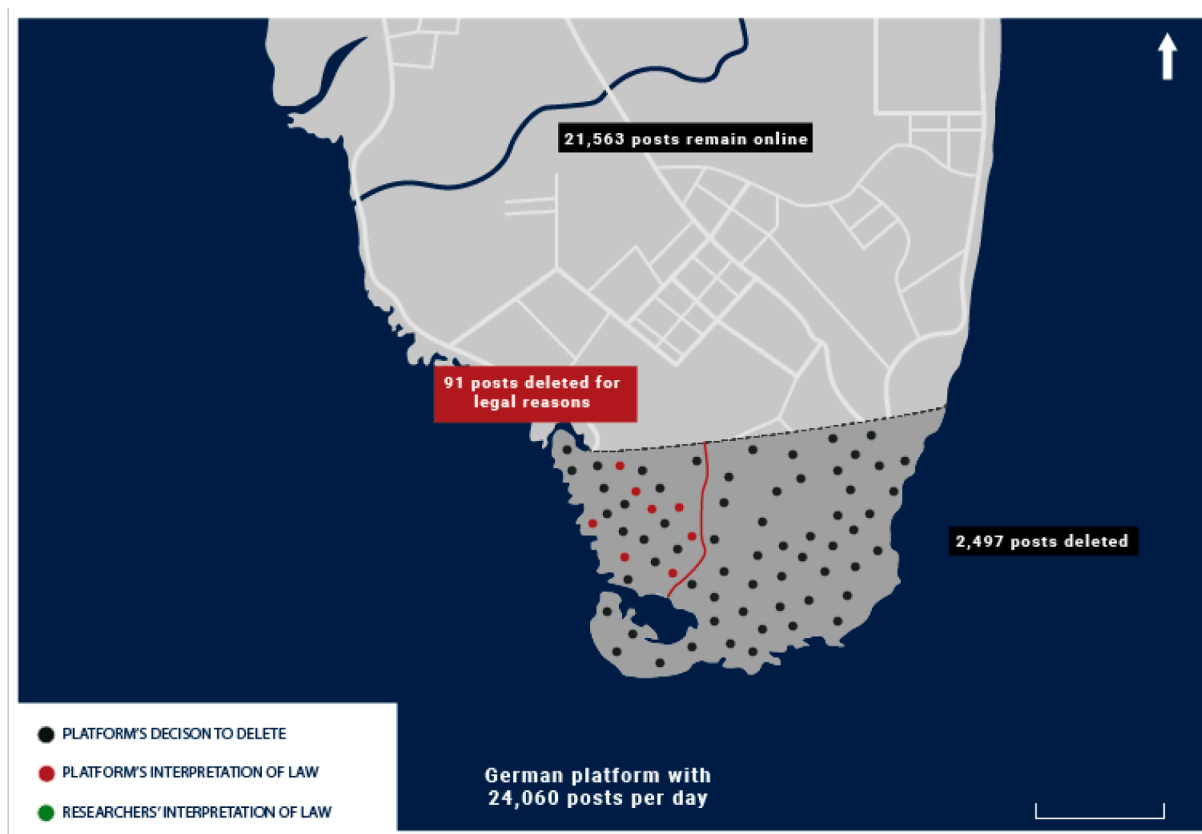 21,563 posts remain online
91 posts deleted for
legal reasons
2,497 posts deleted
PLATFORM'S DECISON TO DELETE
PLATFORM'S INTERPRETATION OF LAW
RESEARCHERS' INTERPRETATION OF LAW
German platform with
24,060 posts per day